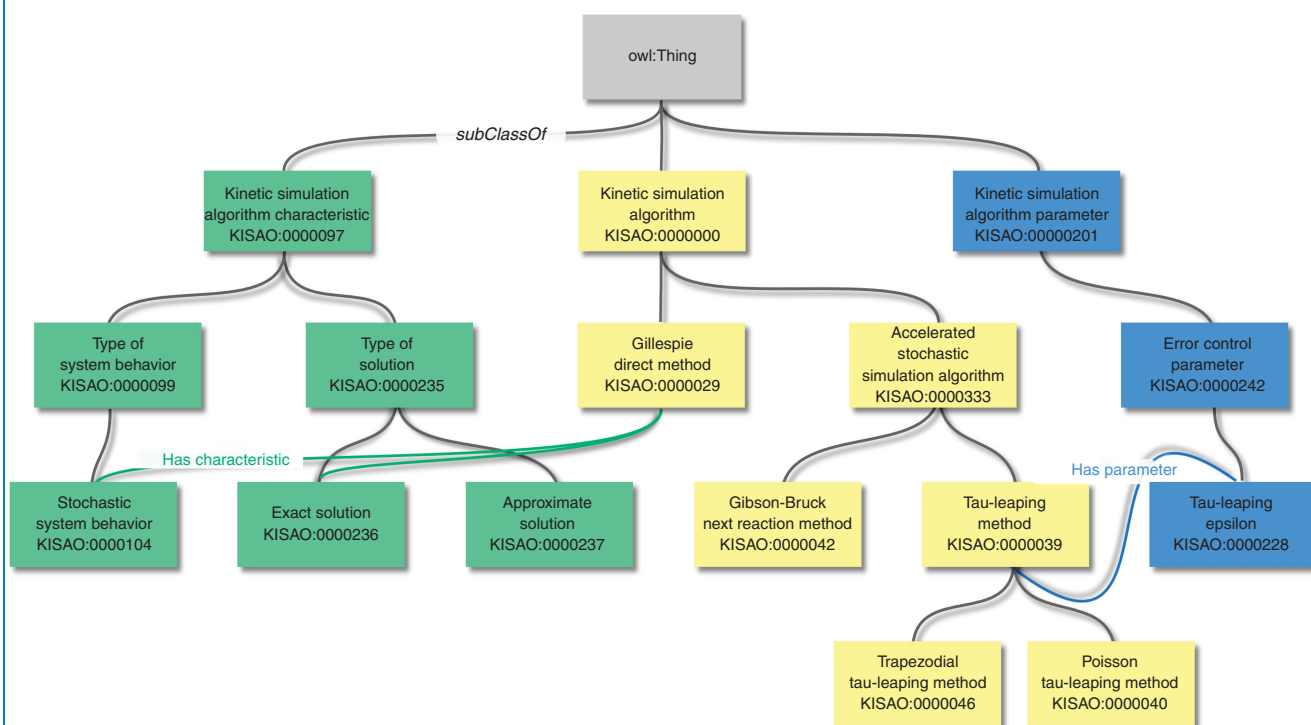 owl:Thing
subClassOf
Kinetic simulation
algorithm characteristic
KISAO:0000097
Kinetic simulation
algorithm
KISAO:0000000
Kinetic simulation
algorithm parameter
KISAO:00000201
Type of
system behavior
KISAO:0000099
Type of
solution
KISAO:0000235
Gillespie
direct method
KISAO:0000029
Accelerated
stochastic
simulation algorithm
KISAO:0000333
Error control
parameter
KISAO:0000242
Has characteristic
Has parameter
Stochastic
system behavior
KISAO:0000104
Exact solution
KISAO:0000236
Approximate
solution
KISAO:0000237
Gibson-Bruck
next reaction method
KISAO:0000042
Tau-leaping
method
KISAO:0000039
Tau-leaping
epsilon
KISAO:0000228
Trapezodial
tau-leaping method
KISAO:0000046
Poisson
tau-leaping method
KISAO:0000040